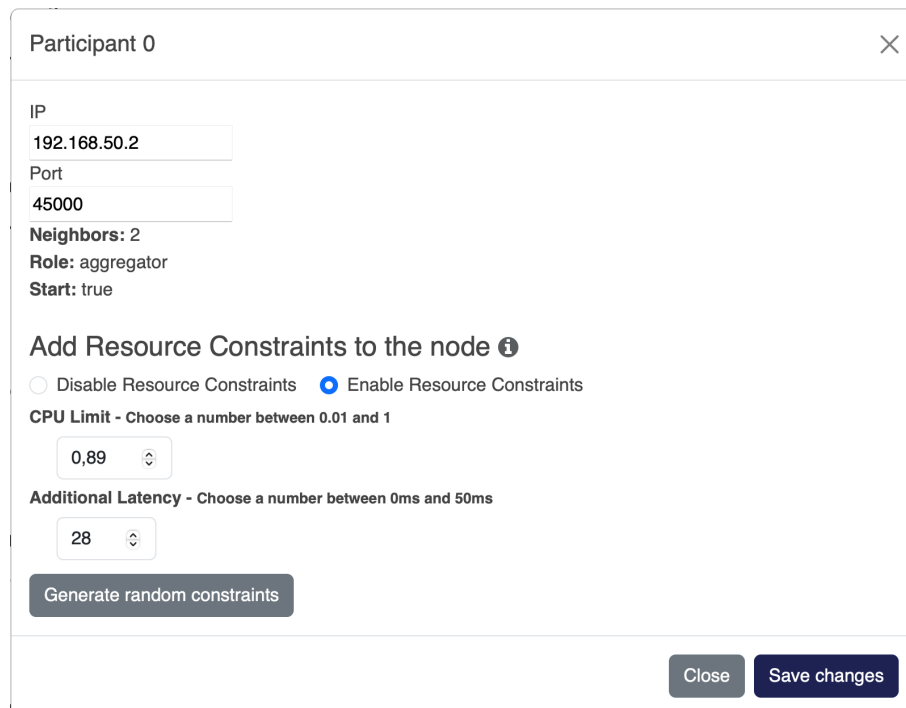 Participant 0
IP
192.168.50.2
Port
45000
Neighbors: 2
Role: aggregator
Start: true
Add Resource Constraints to the node
Disable Resource Constraints Enable Resource Constraints
CPU Limit - Choose a number between 0.01 and 1
0,89
Additional Latency - Choose a number between 0ms and 50ms
28
Generate random constraints
Close Save changes